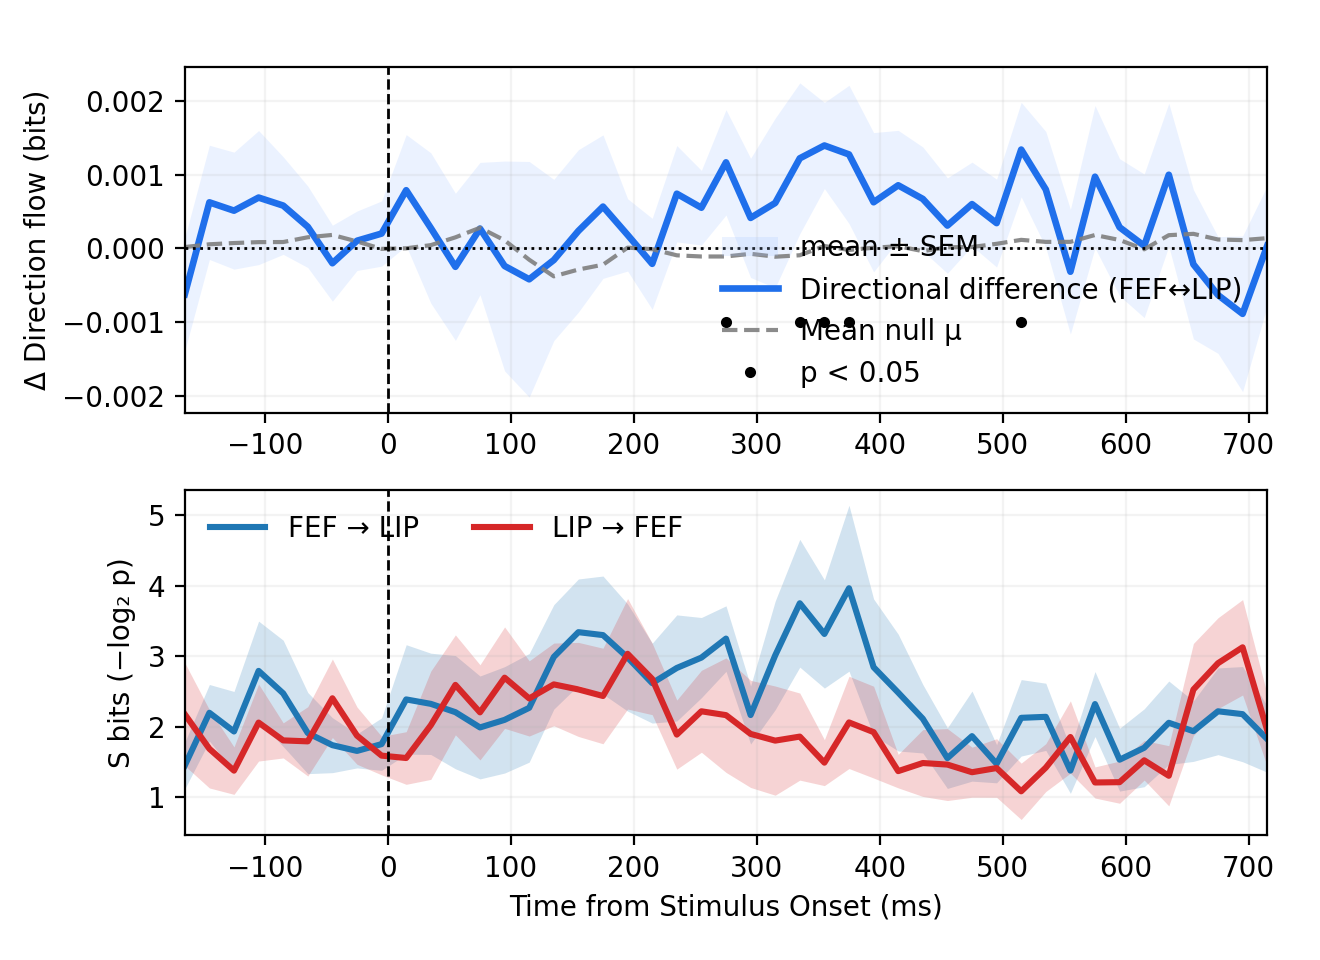 Δ Direction flow (bits)
0.002
0.001
0.000
−0.001
−0.002
mean ± SEM
Directional difference (FEF↔LIP)
Mean null μ
p < 0.05
−100 0 100 200 300 400 500 600 700
S bits (−log₂ p)
5
4
3
2
1
FEF → LIP LIP → FEF
−100 0 100 200 300 400 500 600 700
Time from Stimulus Onset (ms)